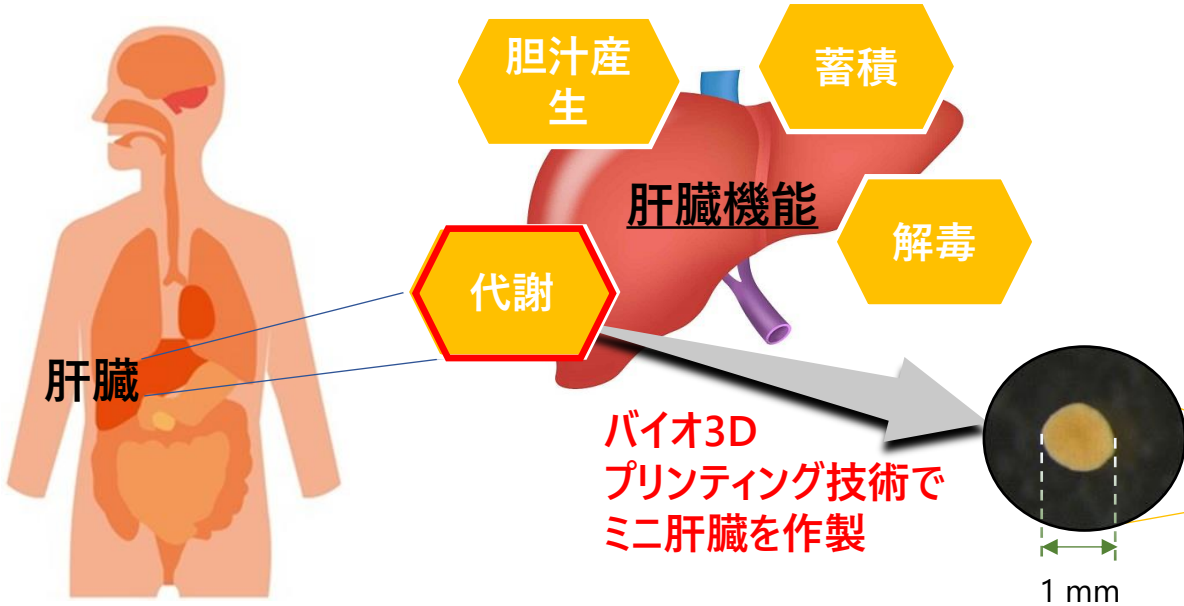 胆汁産
生
蓄積
肝臓機能
解毒
代謝
肝臓
バイオ3D
プリンティング技術で
ミニ肝臓を作製
1 mm